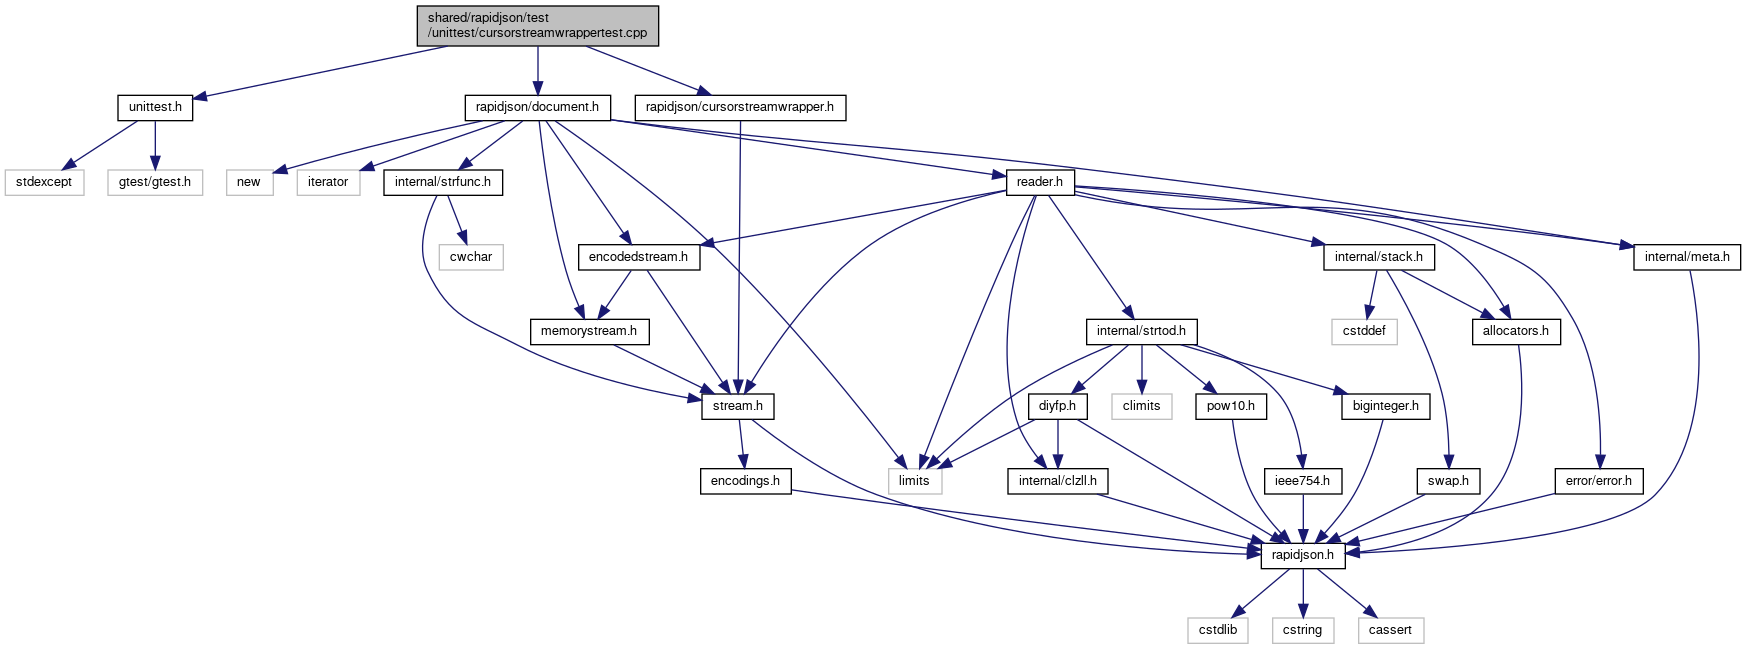 shared/rapidjson/test
/unittest/cursorstreamwrappertest.cpp
unittest.h
rapidjson/document.h
rapidjson/cursorstreamwrapper.h
stdexcept
gtest/gtest.h
new
iterator
internal/strfunc.h
reader.h
cwchar
encodedstream.h
internal/stack.h
internal/meta.h
memorystream.h
internal/strtod.h
cstddef
allocators.h
stream.h
diyfp.h
climits
pow10.h
biginteger.h
encodings.h
limits
internal/clzll.h
ieee754.h
swap.h
error/error.h
rapidjson.h
cstdlib
cstring
cassert